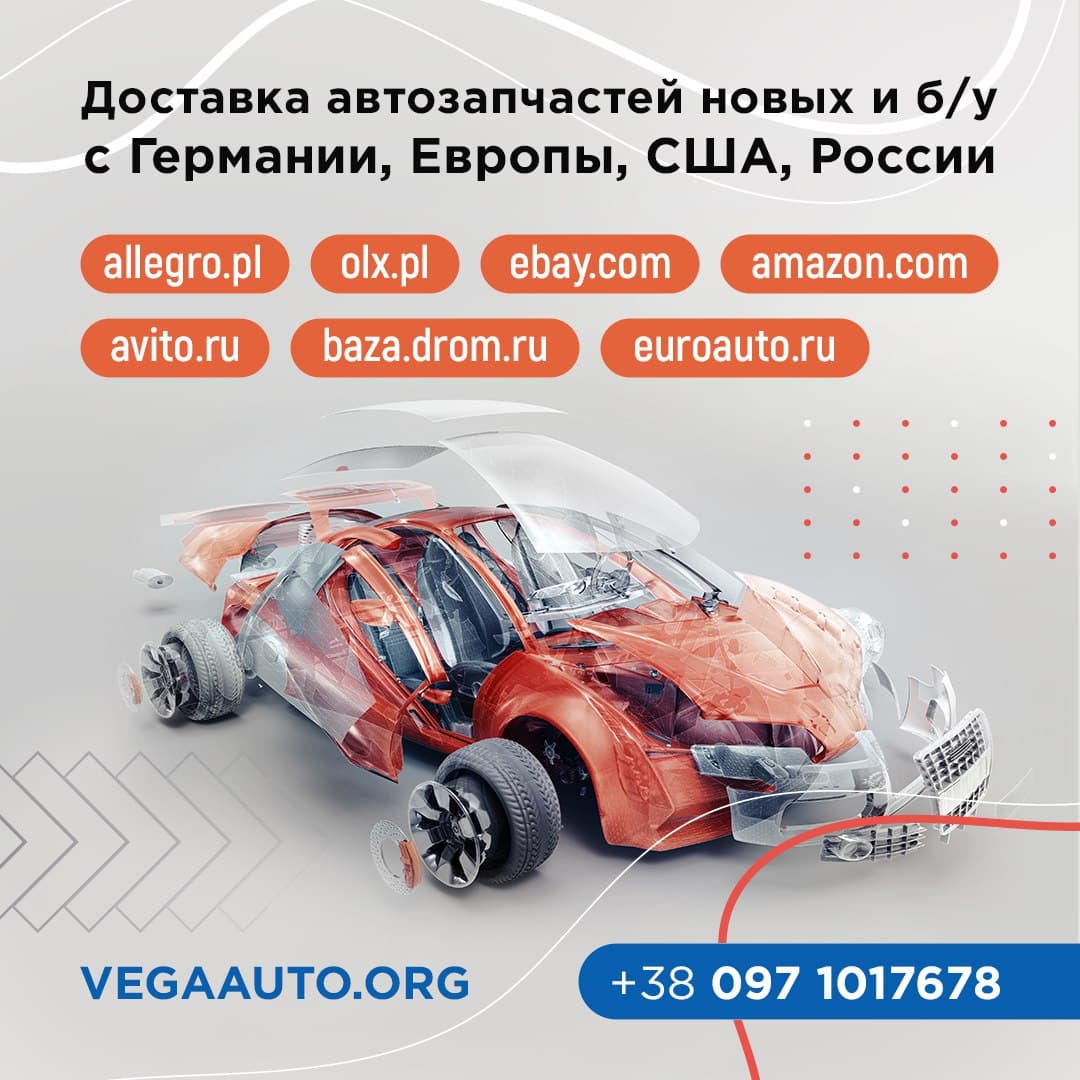 Доставка автозапчастей новых и б/у
с Германии, Европы, США, России
allegro.pl olx.pl ebay.com amazon.com
avito.ru baza.drom.ru euroauto.ru
VEGAAUTO.ORG +38 097 1017678